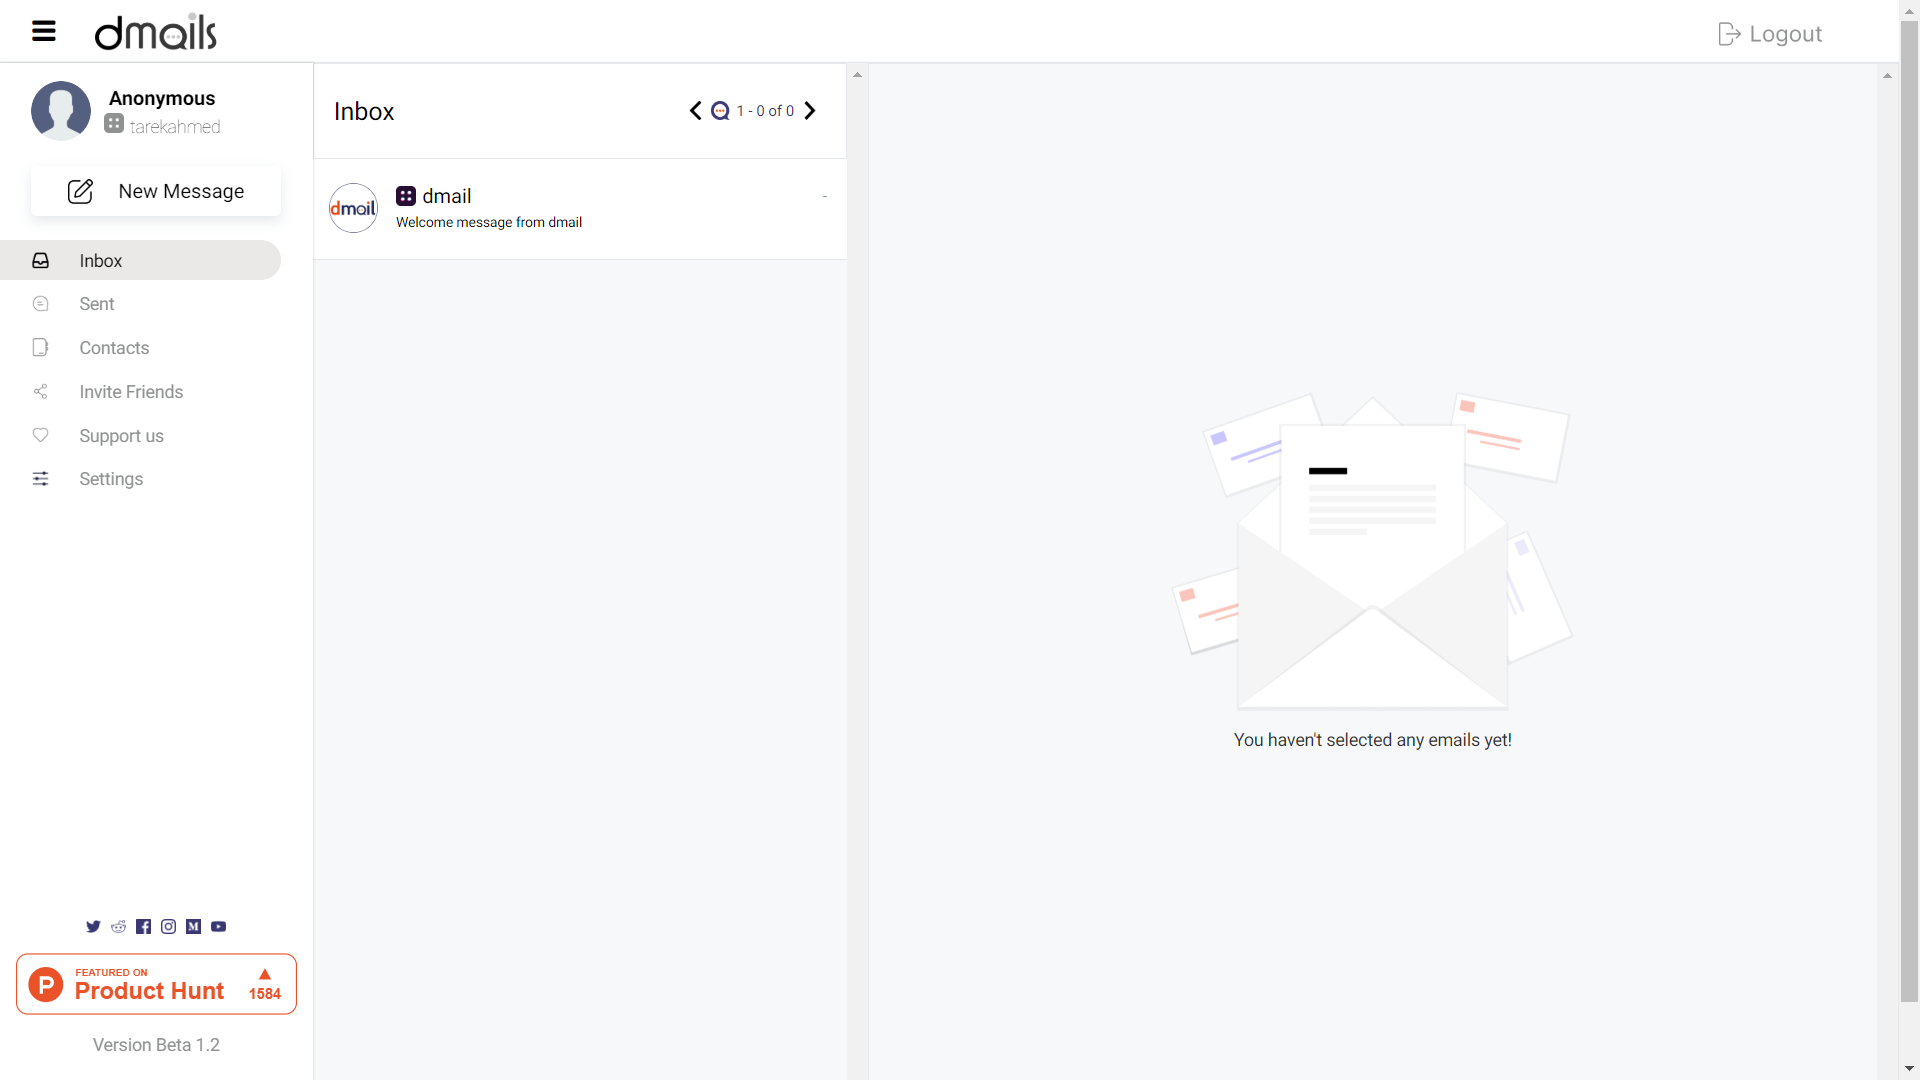 dmails
Logout
Anonymous
tarekahmed
New Message
Inbox
Sent
Contacts
Invite Friends
Support us
Settings
FEATURED ON
Product Hunt
1584
P
Version Beta 1.2
Inbox
1 - 0 of 0
dmail
dmail
-
Welcome message from dmail
You haven't selected any emails yet!